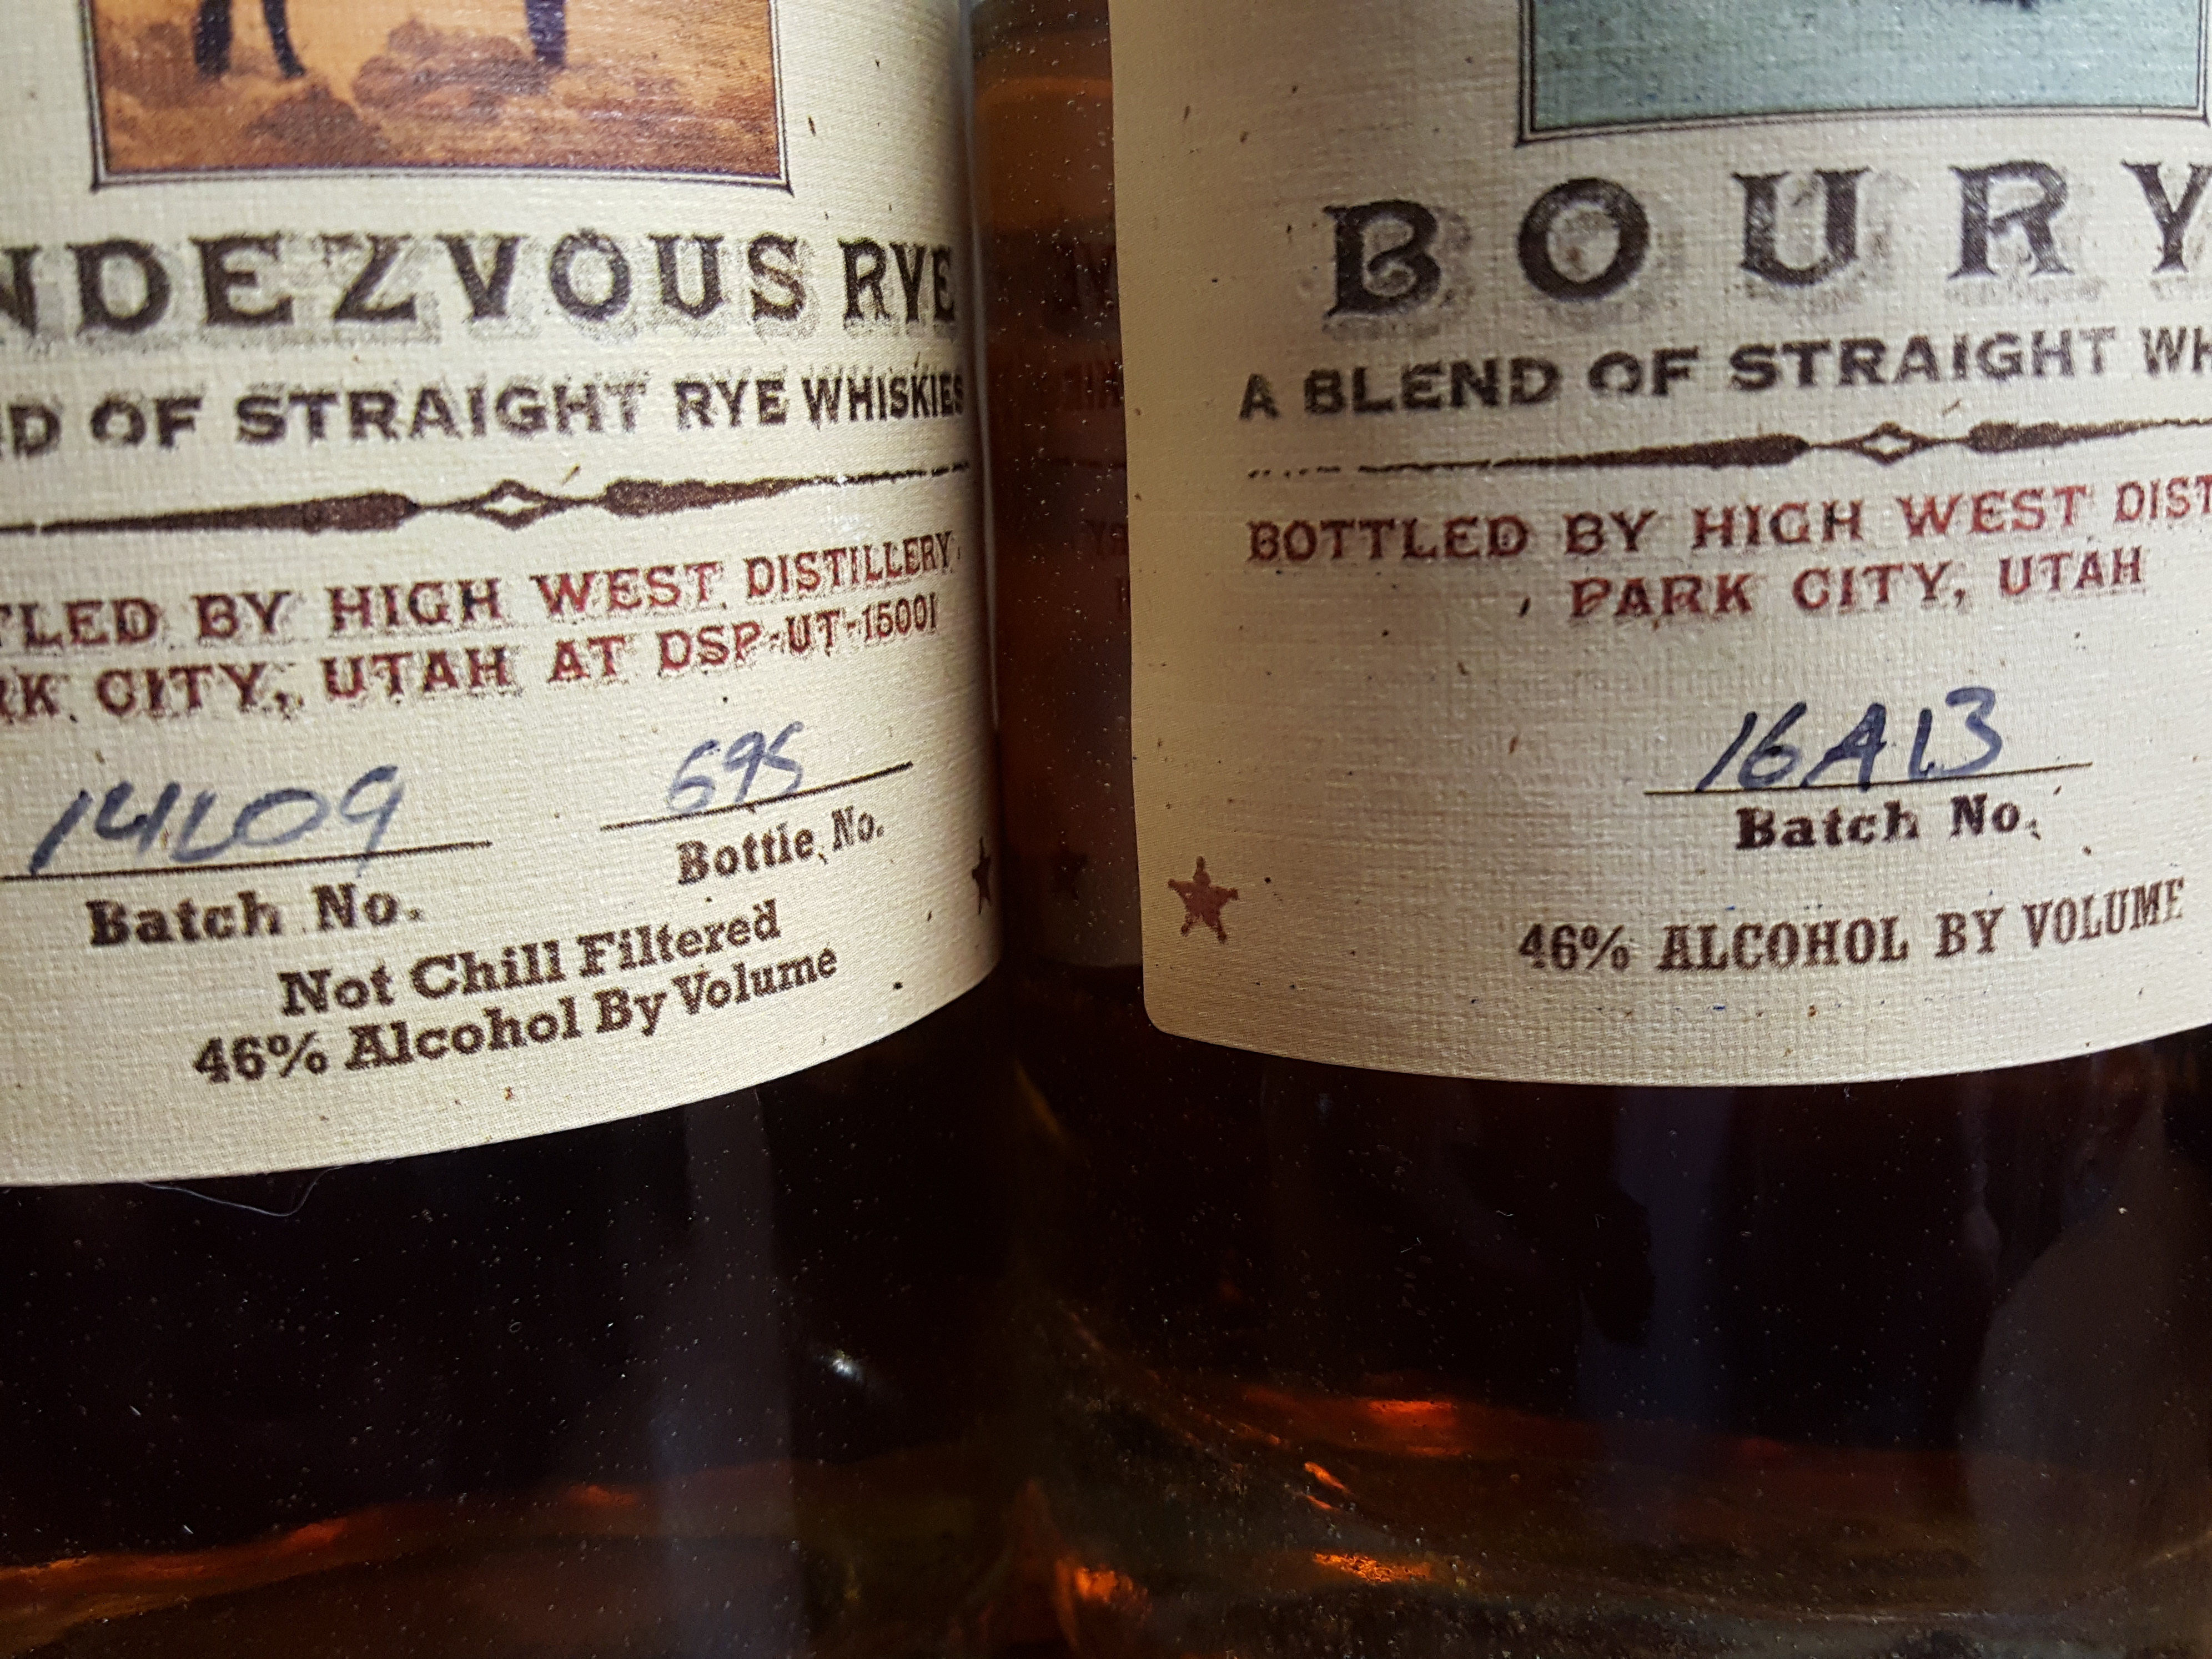 NDEZVOUS RYE
D OF STRAIGHT RYE WHISKIES
TLED BY HIGH WEST DISTILLERY,
RK CITY, UTAH AT DSP-UT-15001
14L09 695
Batch No. Bottle No.
Not Chill Filtered
46% Alcohol By Volume
BOURY
A BLEND OF STRAIGHT WH
BOTTLED BY HIGH WEST DIST
PARK CITY, UTAH
16A13
Batch No.
46% ALCOHOL BY VOLUME